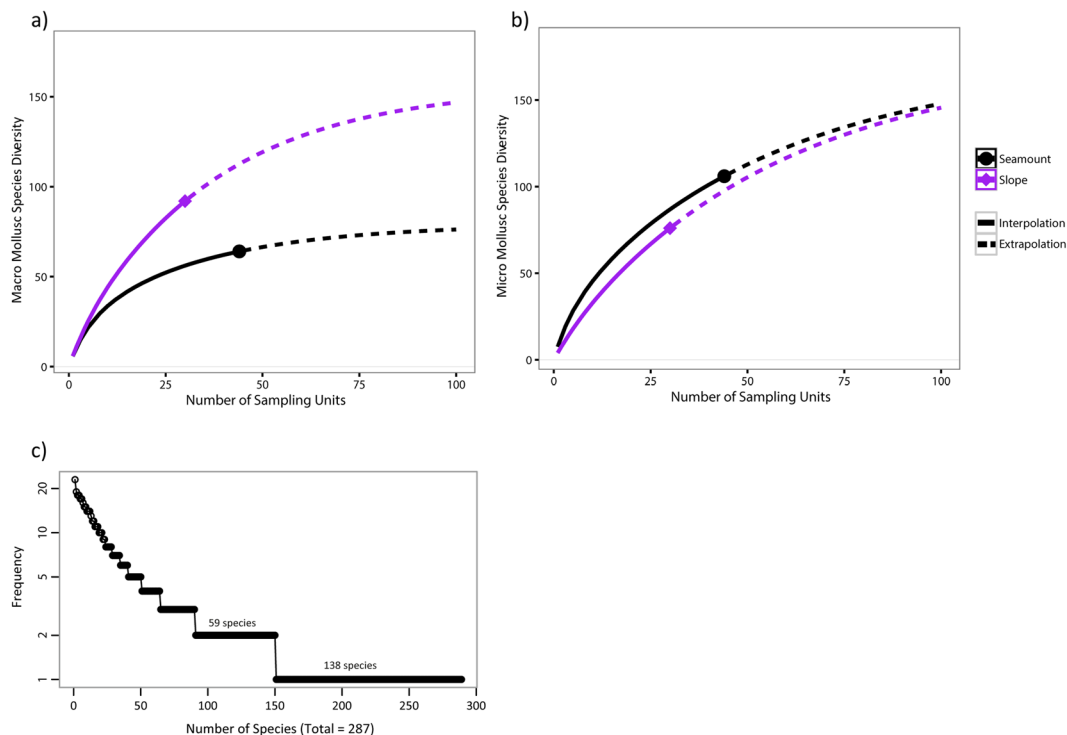 a)
150
100
50
0
Macro Mollusc Species Diversity
0 25 50 75 100
Number of Sampling Units
b)
150
100
50
0
Micro Mollusc Species Diversity
0 25 50 75 100
Number of Sampling Units
Seamount
Slope
Interpolation
Extrapolation
c)
20
10
5
2
1
Frequency
59 species
138 species
0 50 100 150 200 250 300
Number of Species (Total = 287)